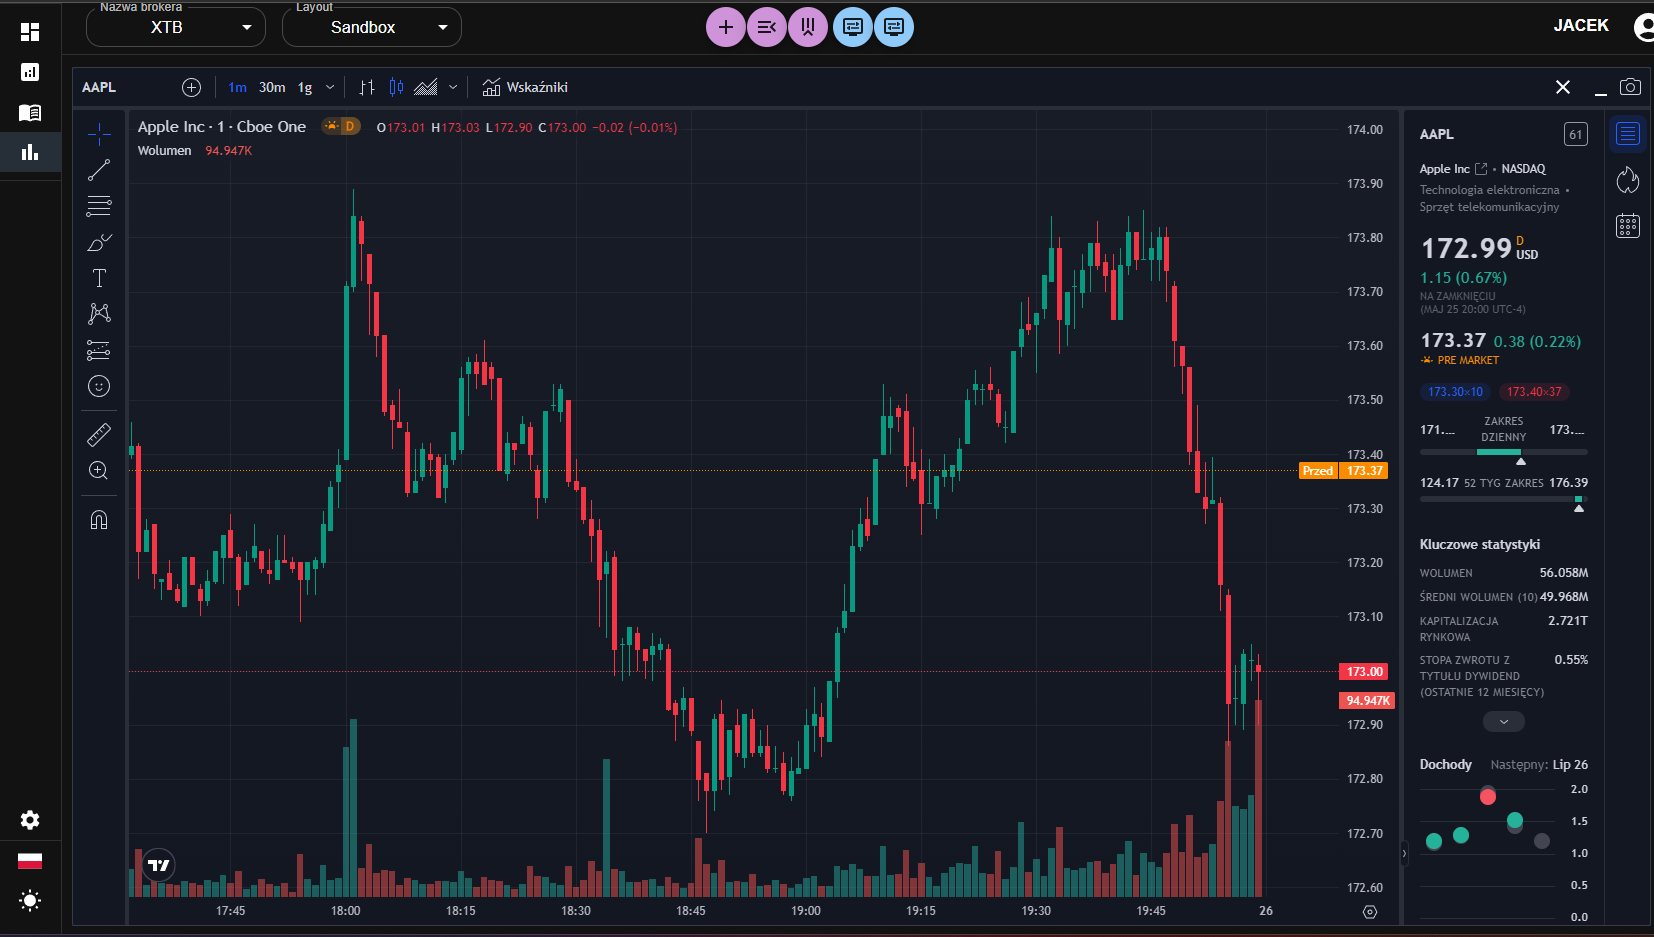 Nazwa brokera
XTB
Layout
Sandbox
JACEK
AAPL
1m 30m 1g
Wskaźniki
Apple Inc · 1 · Cboe One
D
O173.01 H173.03 L172.90 C173.00 −0.02 (−0.01%)
Wolumen 94.947K
174.00
173.90
173.80
173.70
173.60
173.50
173.40
Przed 173.37
173.30
173.20
173.10
173.00
94.947K
172.90
172.80
172.70
172.60
17:45 18:00 18:15 18:30 18:45 19:00 19:15 19:30 19:45 26
AAPL
61
Apple Inc • NASDAQ
Technologia elektroniczna •
Sprzęt telekomunikacyjny
172.99 D USD
1.15 (0.67%)
NA ZAMKNIĘCIU
(MAJ 25 20:00 UTC-4)
173.37 0.38 (0.22%)
PRE MARKET
173.30×10 173.40×37
171.... ZAKRES DZIENNY 173....
124.17 52 TYG ZAKRES 176.39
Kluczowe statystyki
WOLUMEN 56.058M
ŚREDNI WOLUMEN (10) 49.968M
KAPITALIZACJA RYNKOWA 2.721T
STOPA ZWROTU Z 0.55%
TYTUŁU DYWIDEND
(OSTATNIE 12 MIESIĘCY)
Dochody Następny: Lip 26
2.0
1.5
1.0
0.5
0.0